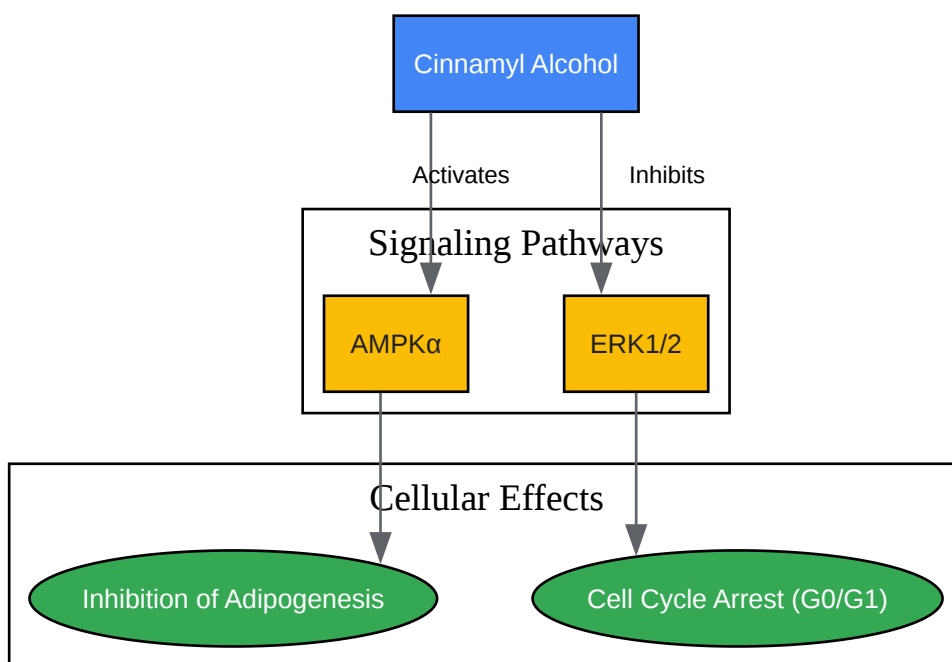 Cinnamyl Alcohol
Activates
Inhibits
Signaling Pathways
AMPKα
ERK1/2
Cellular Effects
Inhibition of Adipogenesis
Cell Cycle Arrest (G0/G1)